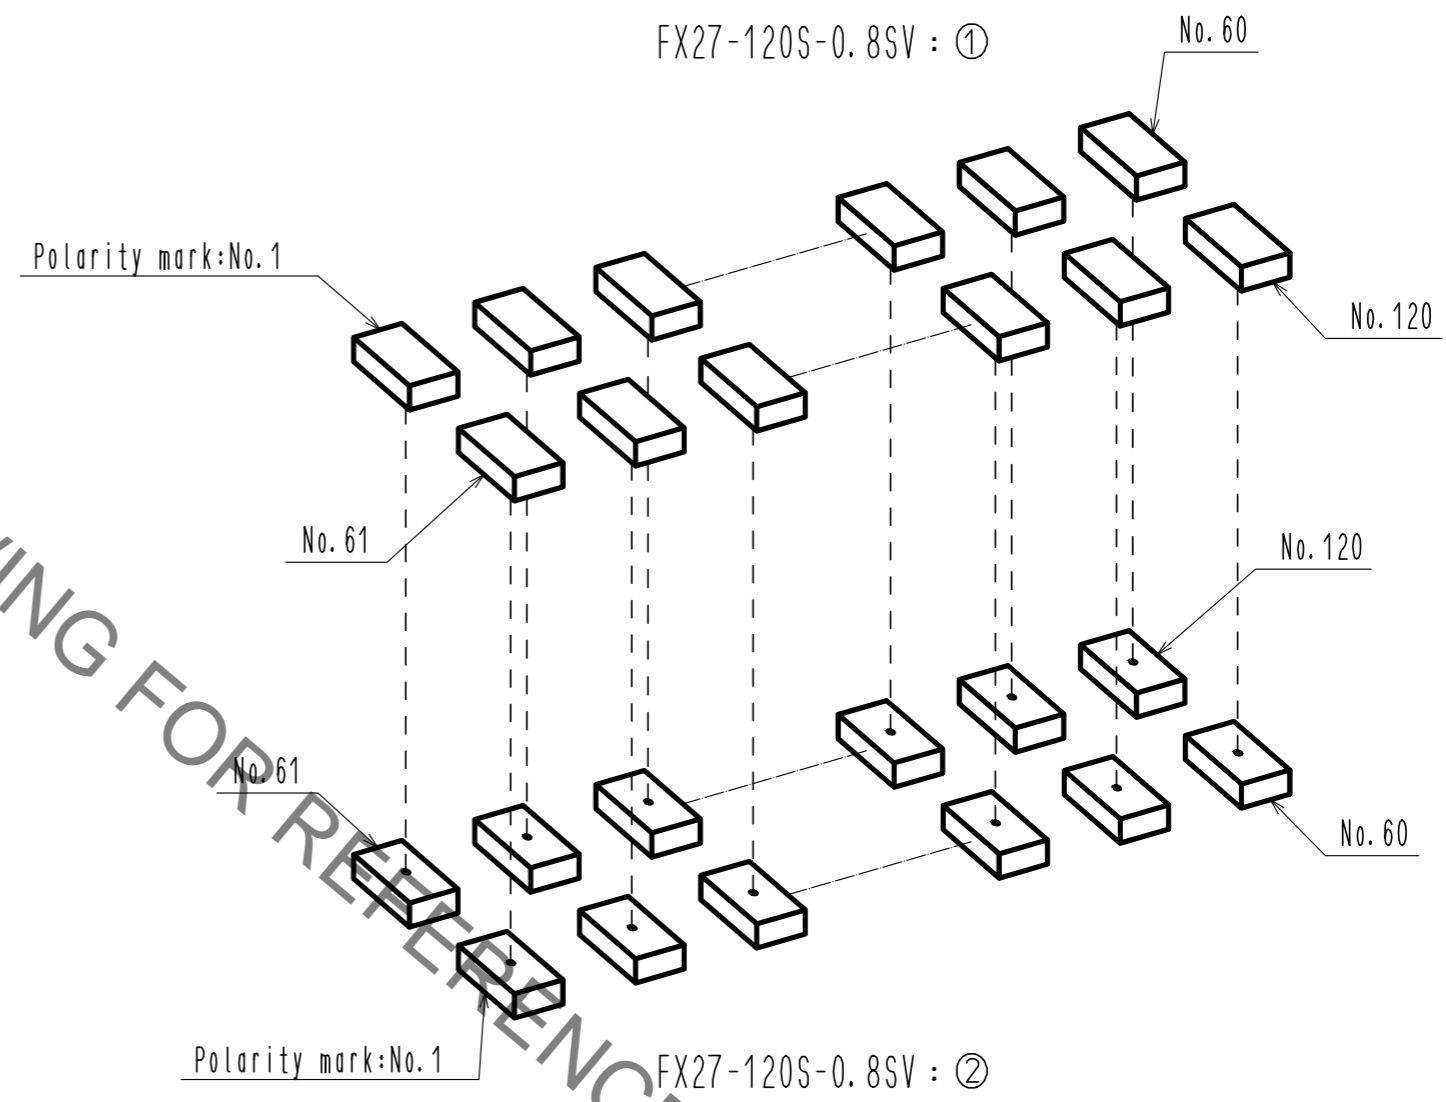 FX27-120S-0.8SV : ①
No.60
Polarity mark:No.1
No.120
No.61
No.120
No.61
No.60
Polarity mark:No.1
FX27-120S-0.8SV : ②
FOR